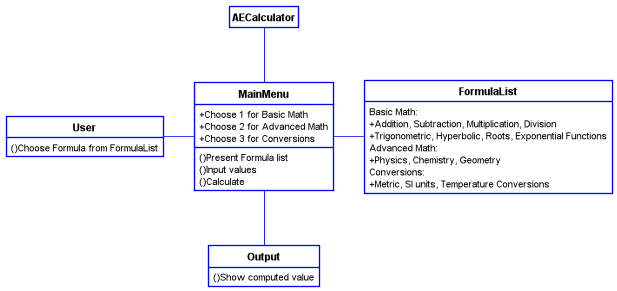 AECalculator
MainMenu
+Choose 1 for Basic Math
+Choose 2 for Advanced Math
+Choose 3 for Conversions
()Present Formula list
()Input values
()Calculate
User
()Choose Formula from FormulaList
FormulaList
Basic Math:
+Addition, Subtraction, Multiplication, Division
+Trigonometric, Hyperbolic, Roots, Exponential Functions
Advanced Math:
+Physics, Chemistry, Geometry
Conversions:
+Metric, SI units, Temperature Conversions
Output
()Show computed value